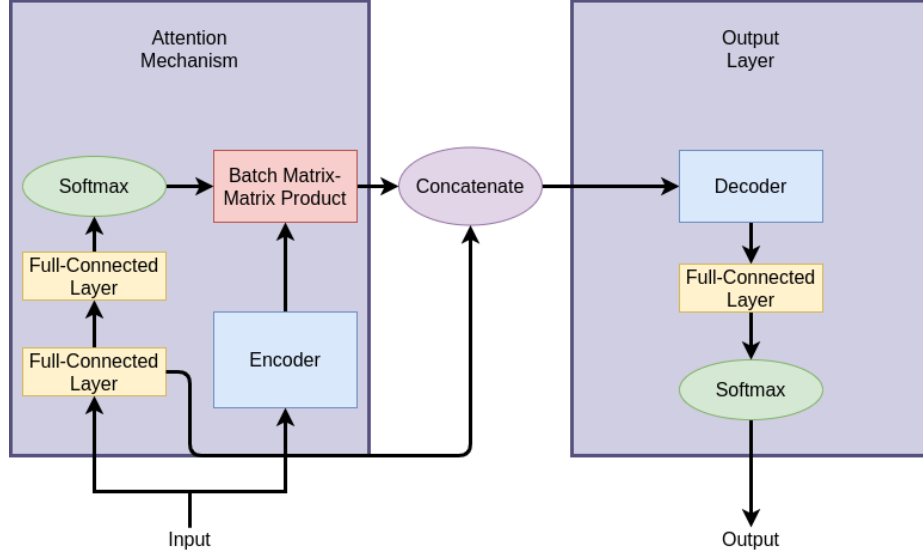 Attention
Mechanism
Output
Layer
Softmax
Batch Matrix-
Matrix Product
Concatenate
Decoder
Full-Connected
Layer
Full-Connected
Layer
Full-Connected
Layer
Encoder
Softmax
Input
Output